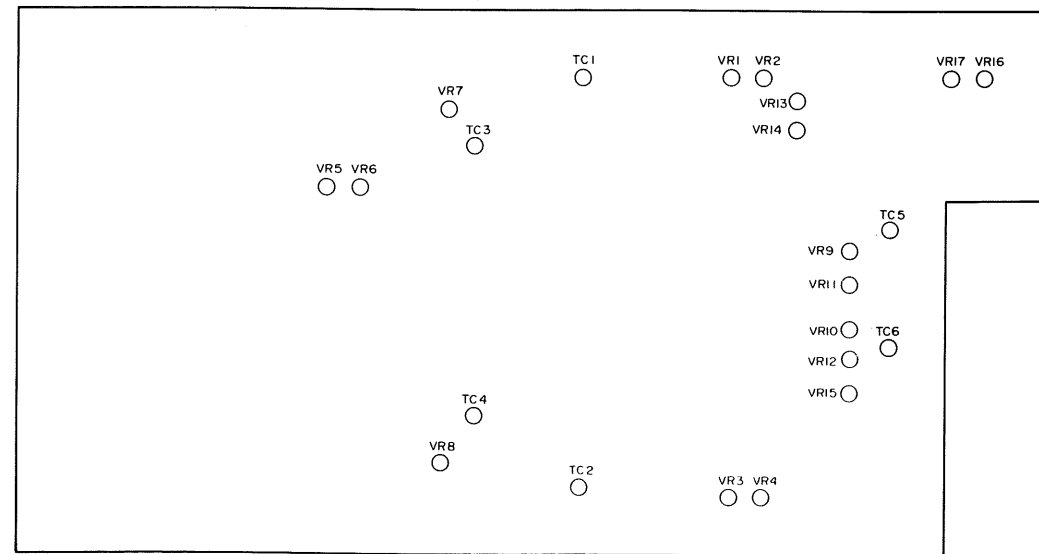 TC1
VR1 VR2
VR17 VR16
VR7
VR13
VR14
TC3
VR5 VR6
TC5
VR9
VR11
VR10
TC6
VR12
VR15
TC4
VR8
TC2
VR3 VR4